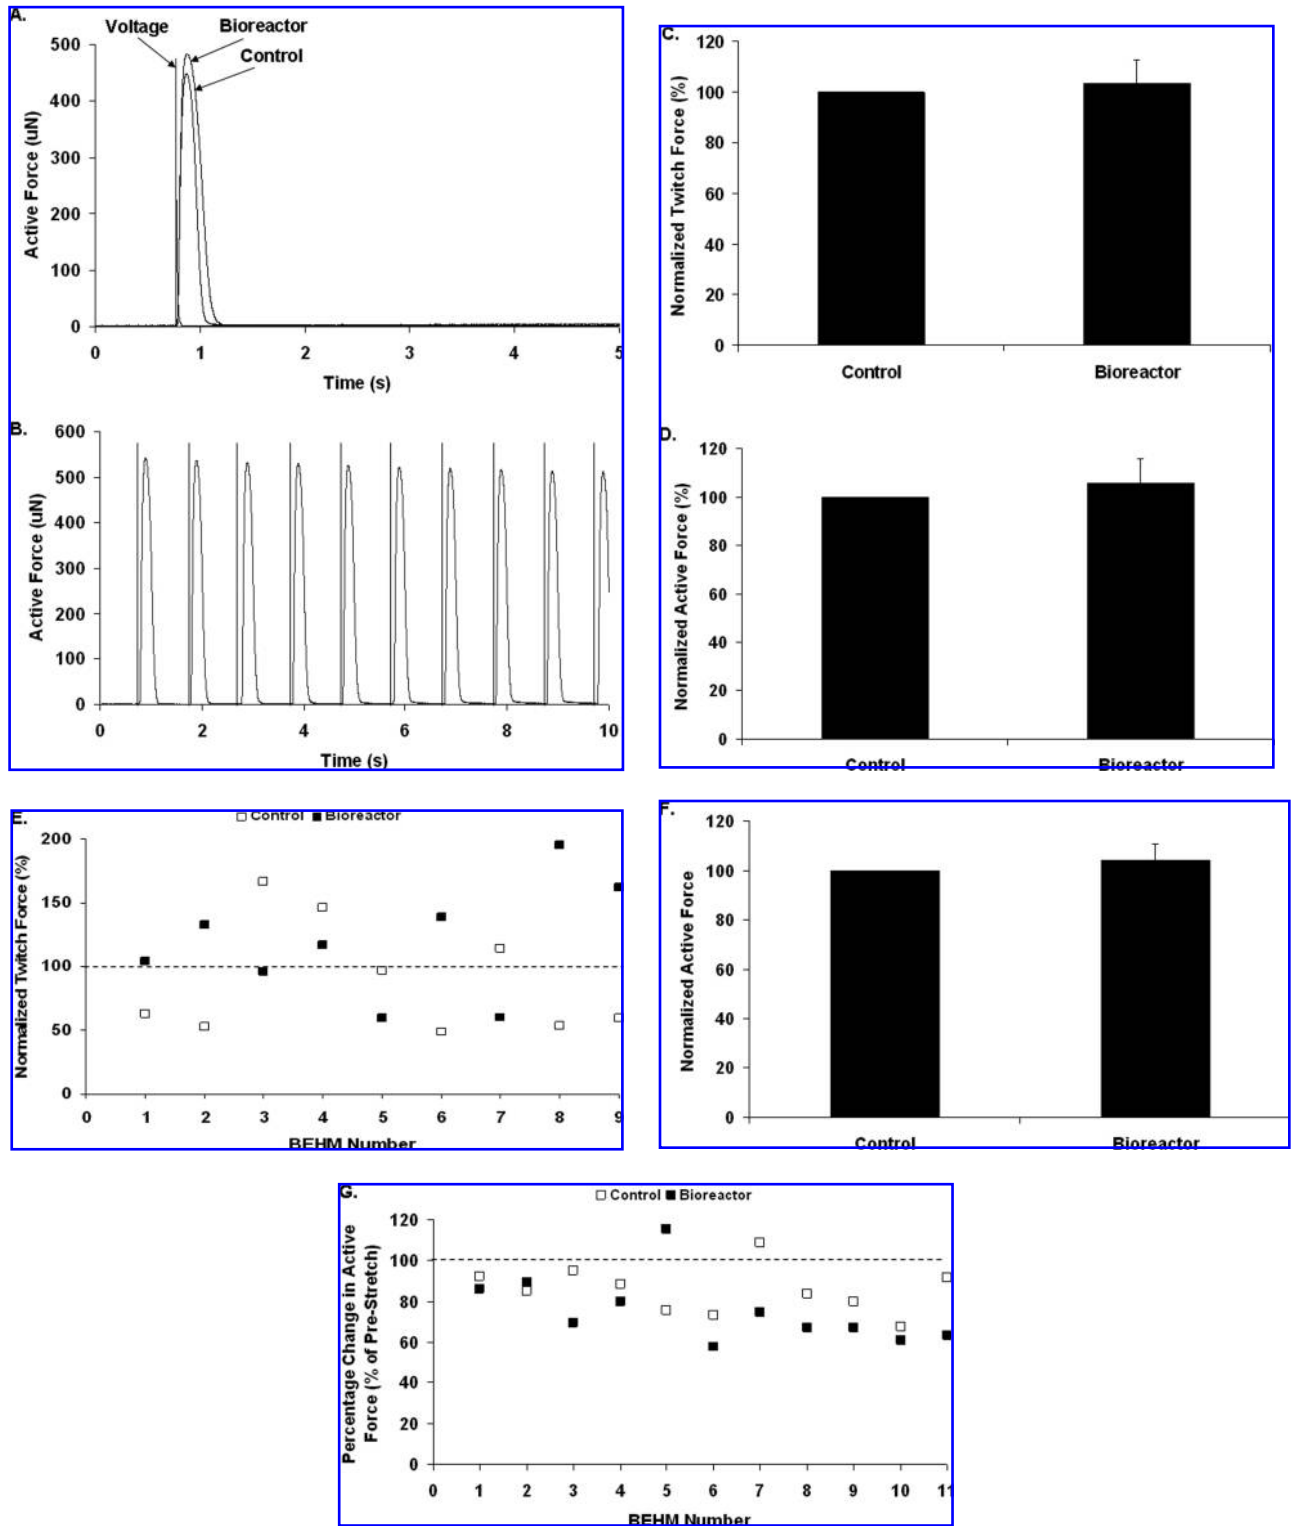 A.
Voltage
Bioreactor
Control
500
400
300
200
100
0
Active Force (uN)
0 1 2 3 4 5
Time (s)
B.
600
500
400
300
200
100
0
Active Force (uN)
0 2 4 6 8 10
Time (s)
C.
120
100
80
60
40
20
0
Normalized Twitch Force (%)
Control Bioreactor
D.
120
100
80
60
40
20
0
Normalized Active Force (%)
Control Bioreactor
E.
Control Bioreactor
200
150
100
50
0
Normalized Twitch Force (%)
0 1 2 3 4 5 6 7 8 9
BEHM Number
F.
120
100
80
60
40
20
0
Normalized Active Force
Control Bioreactor
G.
Control Bioreactor
120
100
80
60
40
20
0
Percentage Change in Active
Force (% of Pre-Stretch)
0 1 2 3 4 5 6 7 8 9 10 11
BEHM Number